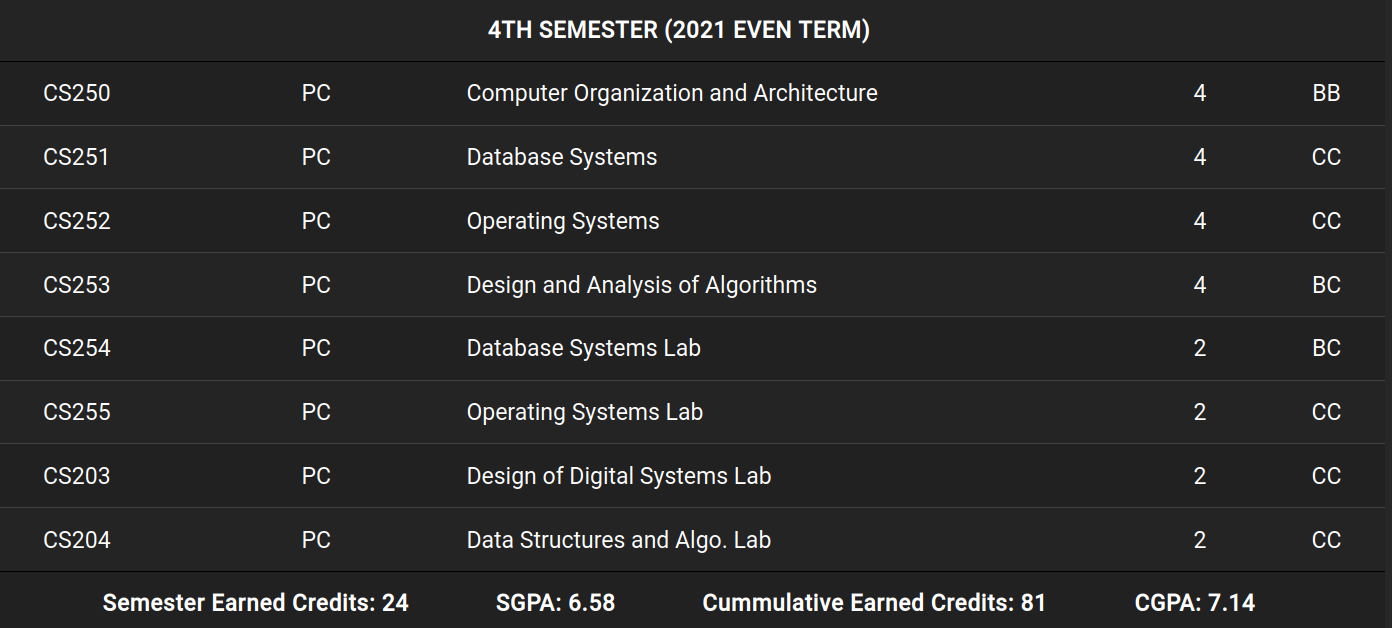 4TH SEMESTER (2021 EVEN TERM)
CS250 PC Computer Organization and Architecture 4 BB
CS251 PC Database Systems 4 CC
CS252 PC Operating Systems 4 CC
CS253 PC Design and Analysis of Algorithms 4 BC
CS254 PC Database Systems Lab 2 BC
CS255 PC Operating Systems Lab 2 CC
CS203 PC Design of Digital Systems Lab 2 CC
CS204 PC Data Structures and Algo. Lab 2 CC
Semester Earned Credits: 24 SGPA: 6.58 Cummulative Earned Credits: 81 CGPA: 7.14